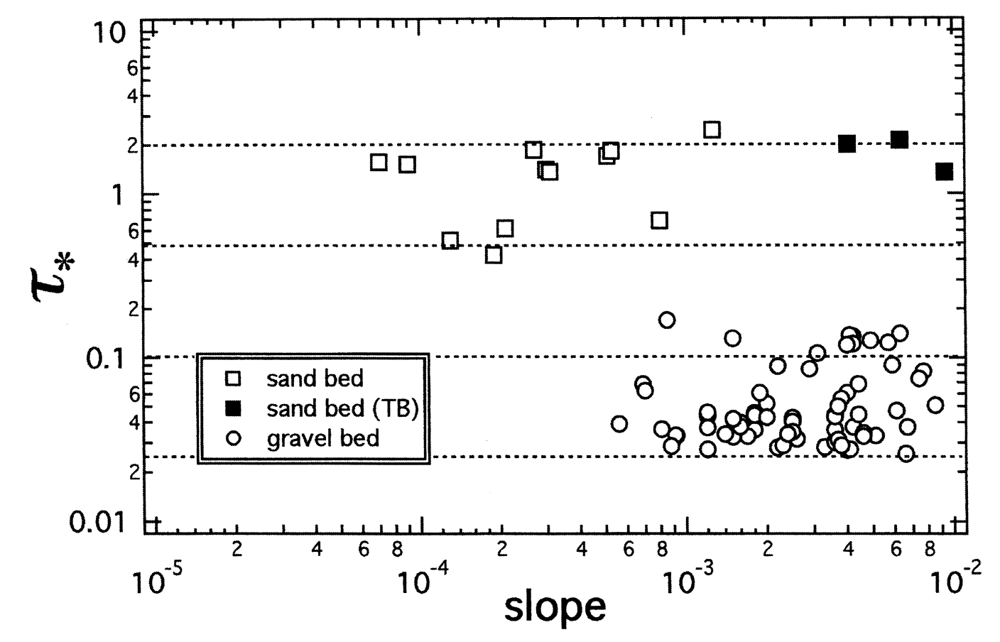 10
6
4
2
1
6
4
2
0.1
6
4
2
0.01
τ*
sand bed
sand bed (TB)
gravel bed
2 4 6 8 2 4 6 8 2 4 6 8
10-5 10-4 10-3 10-2
slope